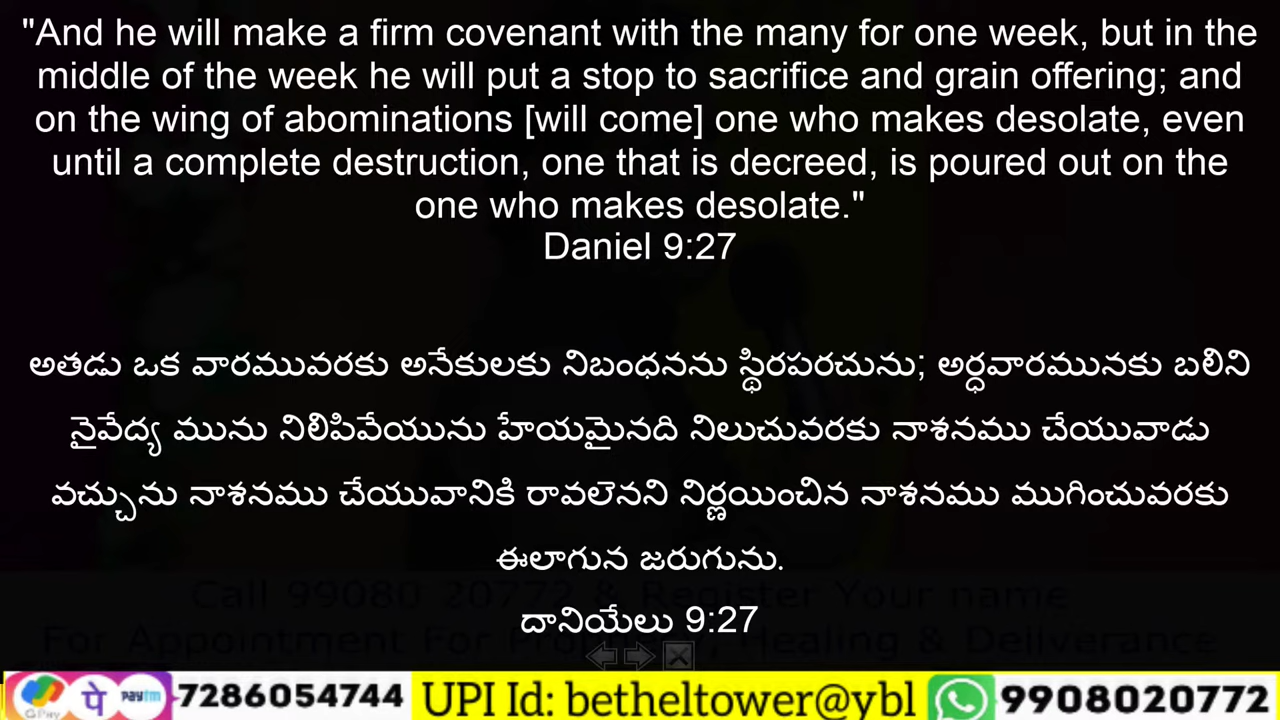 "And he will make a firm covenant with the many for one week, but in the
middle of the week he will put a stop to sacrifice and grain offering; and
on the wing of abominations [will come] one who makes desolate, even
until a complete destruction, one that is decreed, is poured out on the
one who makes desolate."
Daniel 9:27
అతడు ఒక వారమువరకు అనేకులకు నిబంధనను స్థిరపరచును; అర్ధవారమునకు బలిని
నైవేద్య మును నిలిపివేయును హేయమైనది నిలుచువరకు నాశనము చేయువాడు
వచ్చును నాశనము చేయువానికి రావలెనని నిర్ణయించిన నాశనము ముగించువరకు
ఈలాగున జరుగును.
దానియేలు 9:27
Call 99080 20772 & Register Your name
For Appointment For Prophetic, Healing & Deliverance
G Pay पे paytm 7286054744 UPI Id: betheltower@ybl 9908020772